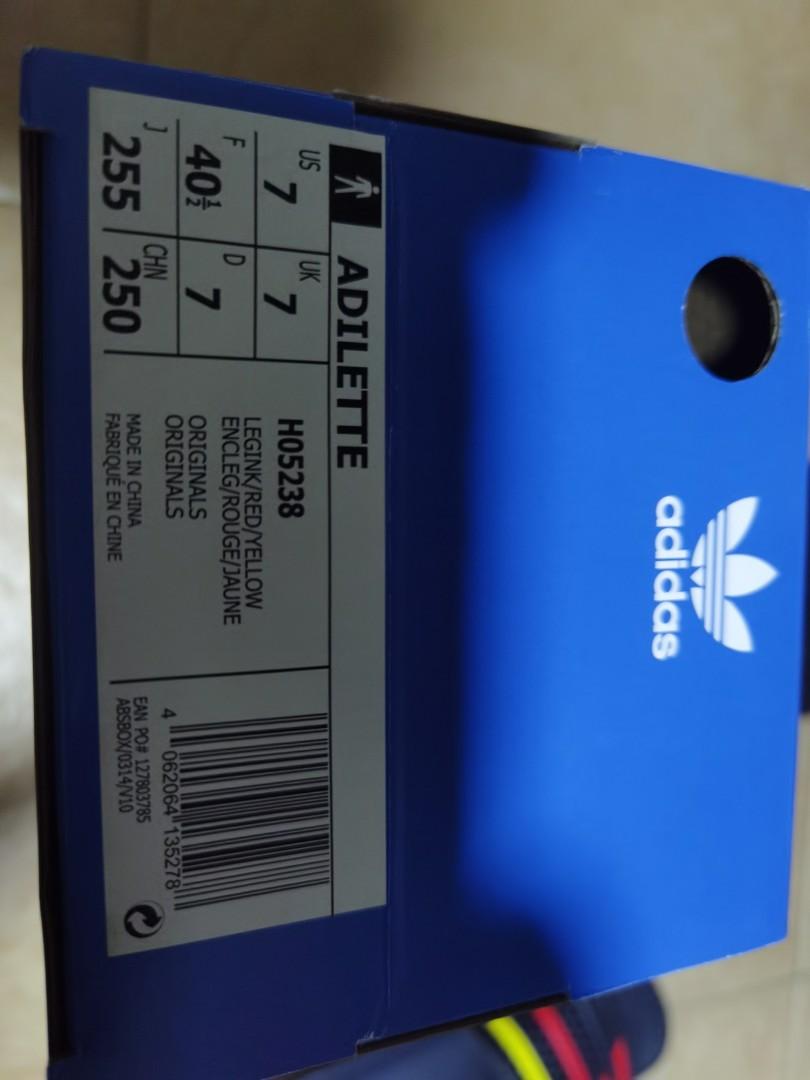 adidas
ADILETTE
US 7 UK 7
F 40½ D 7
J 255 CHN 250
H05238
LEGINK/RED/YELLOW
ENCLEG/ROUGE/JAUNE
ORIGINALS
ORIGINALS
MADE IN CHINA
FABRIQUÉ EN CHINE
4 062064 135278
EAN PO# 127803785
ABSBOX/0314/V10